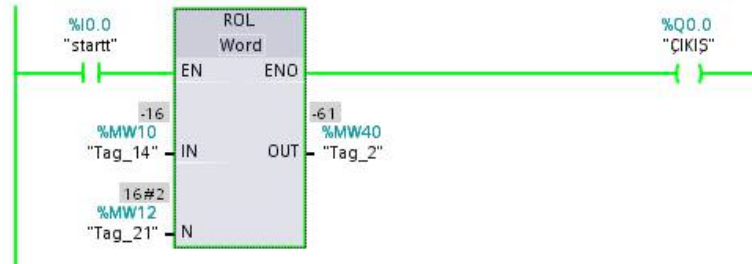 %I0.0
"startt"
ROL
Word
EN
ENO
%Q0.0
"ÇIKIŞ"
-16
%MW10
"Tag_14"
IN
OUT
-61
%MW40
"Tag_2"
16#2
%MW12
"Tag_21"
N